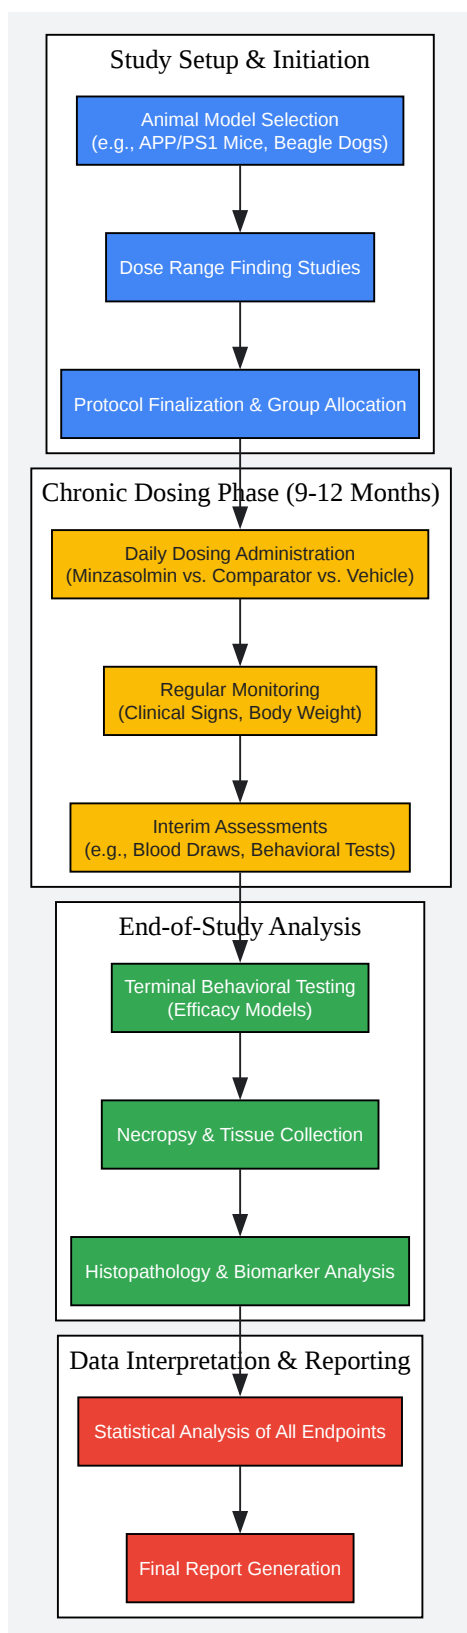 Study Setup & Initiation
Animal Model Selection
(e.g., APP/PS1 Mice, Beagle Dogs)
Dose Range Finding Studies
Protocol Finalization & Group Allocation
Chronic Dosing Phase (9-12 Months)
Daily Dosing Administration
(Minzasolmin vs. Comparator vs. Vehicle)
Regular Monitoring
(Clinical Signs, Body Weight)
Interim Assessments
(e.g., Blood Draws, Behavioral Tests)
End-of-Study Analysis
Terminal Behavioral Testing
(Efficacy Models)
Necropsy & Tissue Collection
Histopathology & Biomarker Analysis
Data Interpretation & Reporting
Statistical Analysis of All Endpoints
Final Report Generation